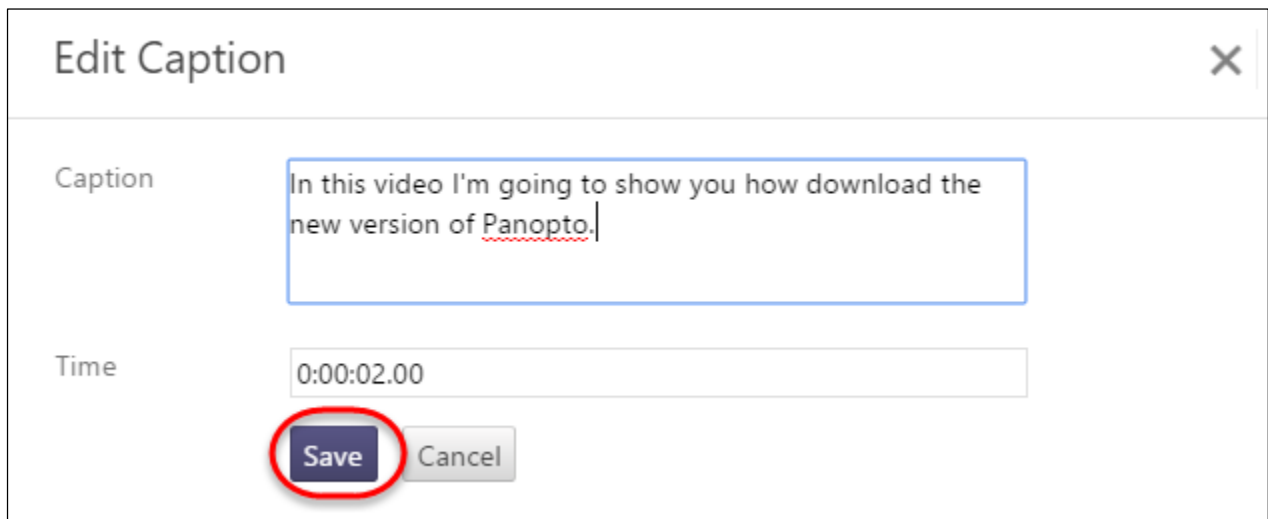 Edit Caption
Caption
In this video I'm going to show you how download the
new version of Panopto.
Time
0:00:02.00
Save Cancel